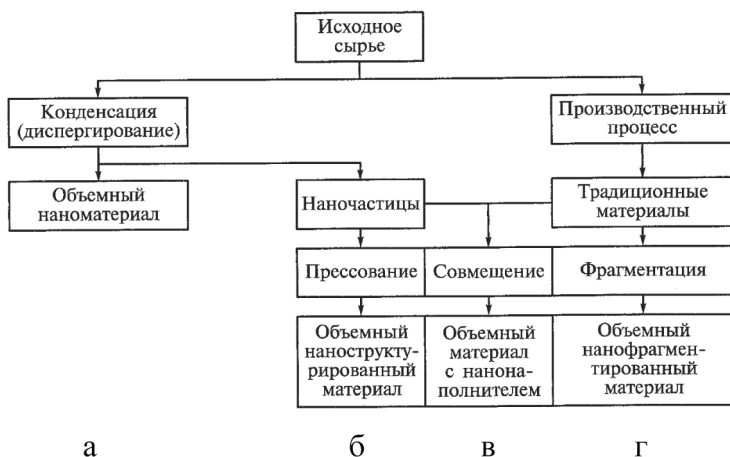 Исходное
сырье
Конденсация
(диспергирование)
Производственный
процесс
Объемный
наноматериал
Наночастицы
Традиционные
материалы
Прессование
Совмещение
Фрагментация
Объемный
нанострукту-
рированный
материал
Объемный
материал
с нанона-
полнителем
Объемный
нанофрагмен-
тированный
материал
а
б
в
г